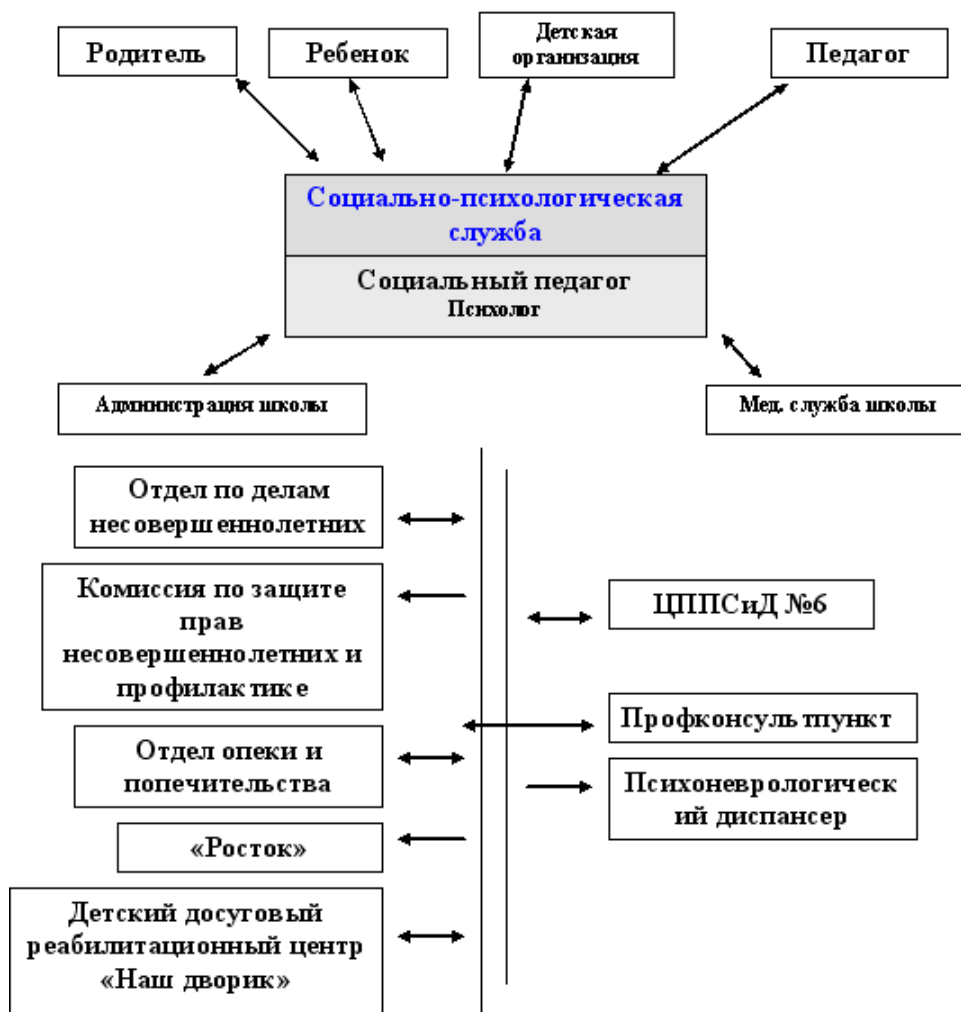 Родитель
Ребенок
Детская
организация
Педагог
Социально-психологическая
служба
Социальный педагог
Психолог
Администрация школы
Мед. служба школы
Отдел по делам
несовершеннолетних
Комиссия по защите
прав
несовершеннолетних и
профилактике
Отдел опеки и
попечительства
«Росток»
Детский досуговый
реабилитационный центр
«Наш дворик»
ЦППСиД №6
Профконсультпункт
Психоневрологическ
ий диспансер